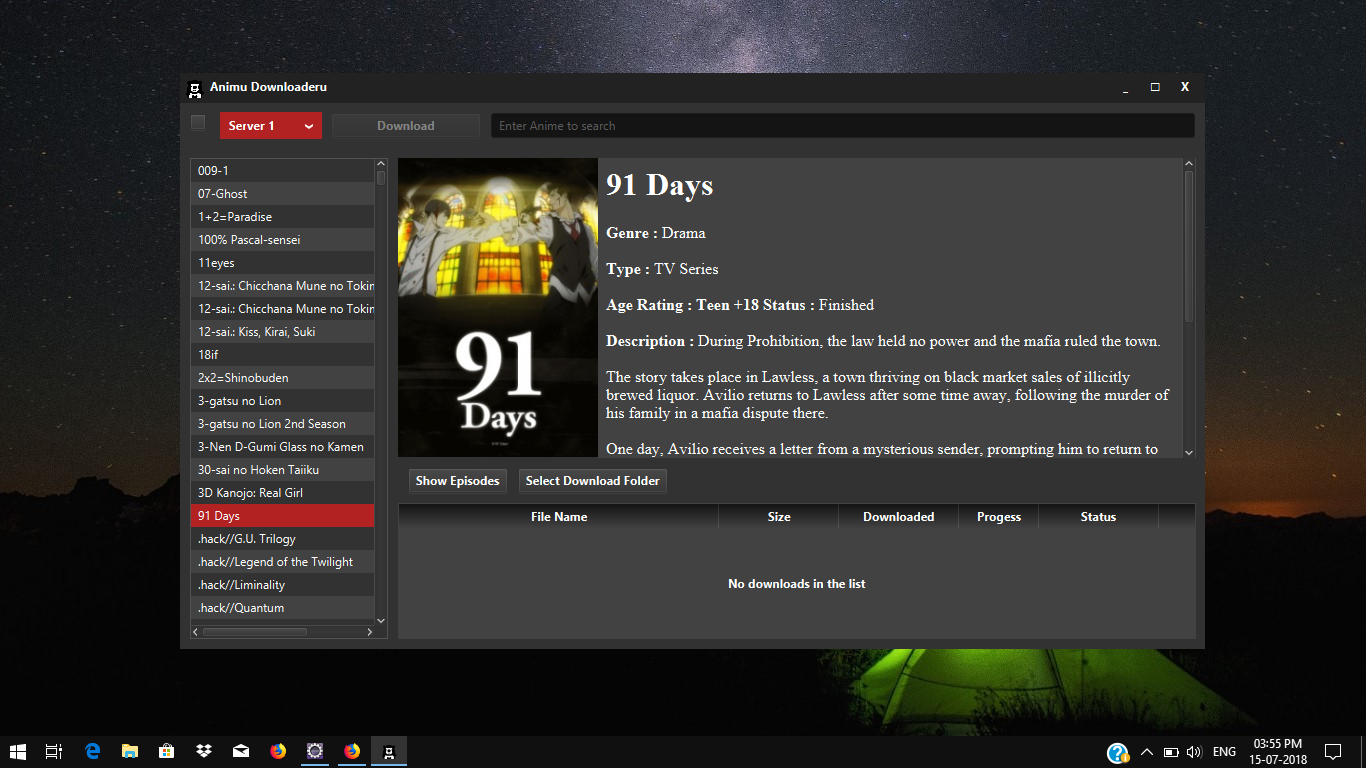 Animu Downloaderu
_ □ X
Server 1
Download
Enter Anime to search
009-1
07-Ghost
1+2=Paradise
100% Pascal-sensei
11eyes
12-sai.: Chicchana Mune no Tokin
12-sai.: Chicchana Mune no Tokin
12-sai.: Kiss, Kirai, Suki
18if
2x2=Shinobuden
3-gatsu no Lion
3-gatsu no Lion 2nd Season
3-Nen D-Gumi Glass no Kamen
30-sai no Hoken Taiiku
3D Kanojo: Real Girl
91 Days
.hack//G.U. Trilogy
.hack//Legend of the Twilight
.hack//Liminality
.hack//Quantum
91
Days
91 Days
Genre : Drama
Type : TV Series
Age Rating : Teen +18 Status : Finished
Description : During Prohibition, the law held no power and the mafia ruled the town.
The story takes place in Lawless, a town thriving on black market sales of illicitly
brewed liquor. Avilio returns to Lawless after some time away, following the murder of
his family in a mafia dispute there.
One day, Avilio receives a letter from a mysterious sender, prompting him to return to
Show Episodes
Select Download Folder
File Name Size Downloaded Progess Status
No downloads in the list
ENG
03:55 PM
15-07-2018